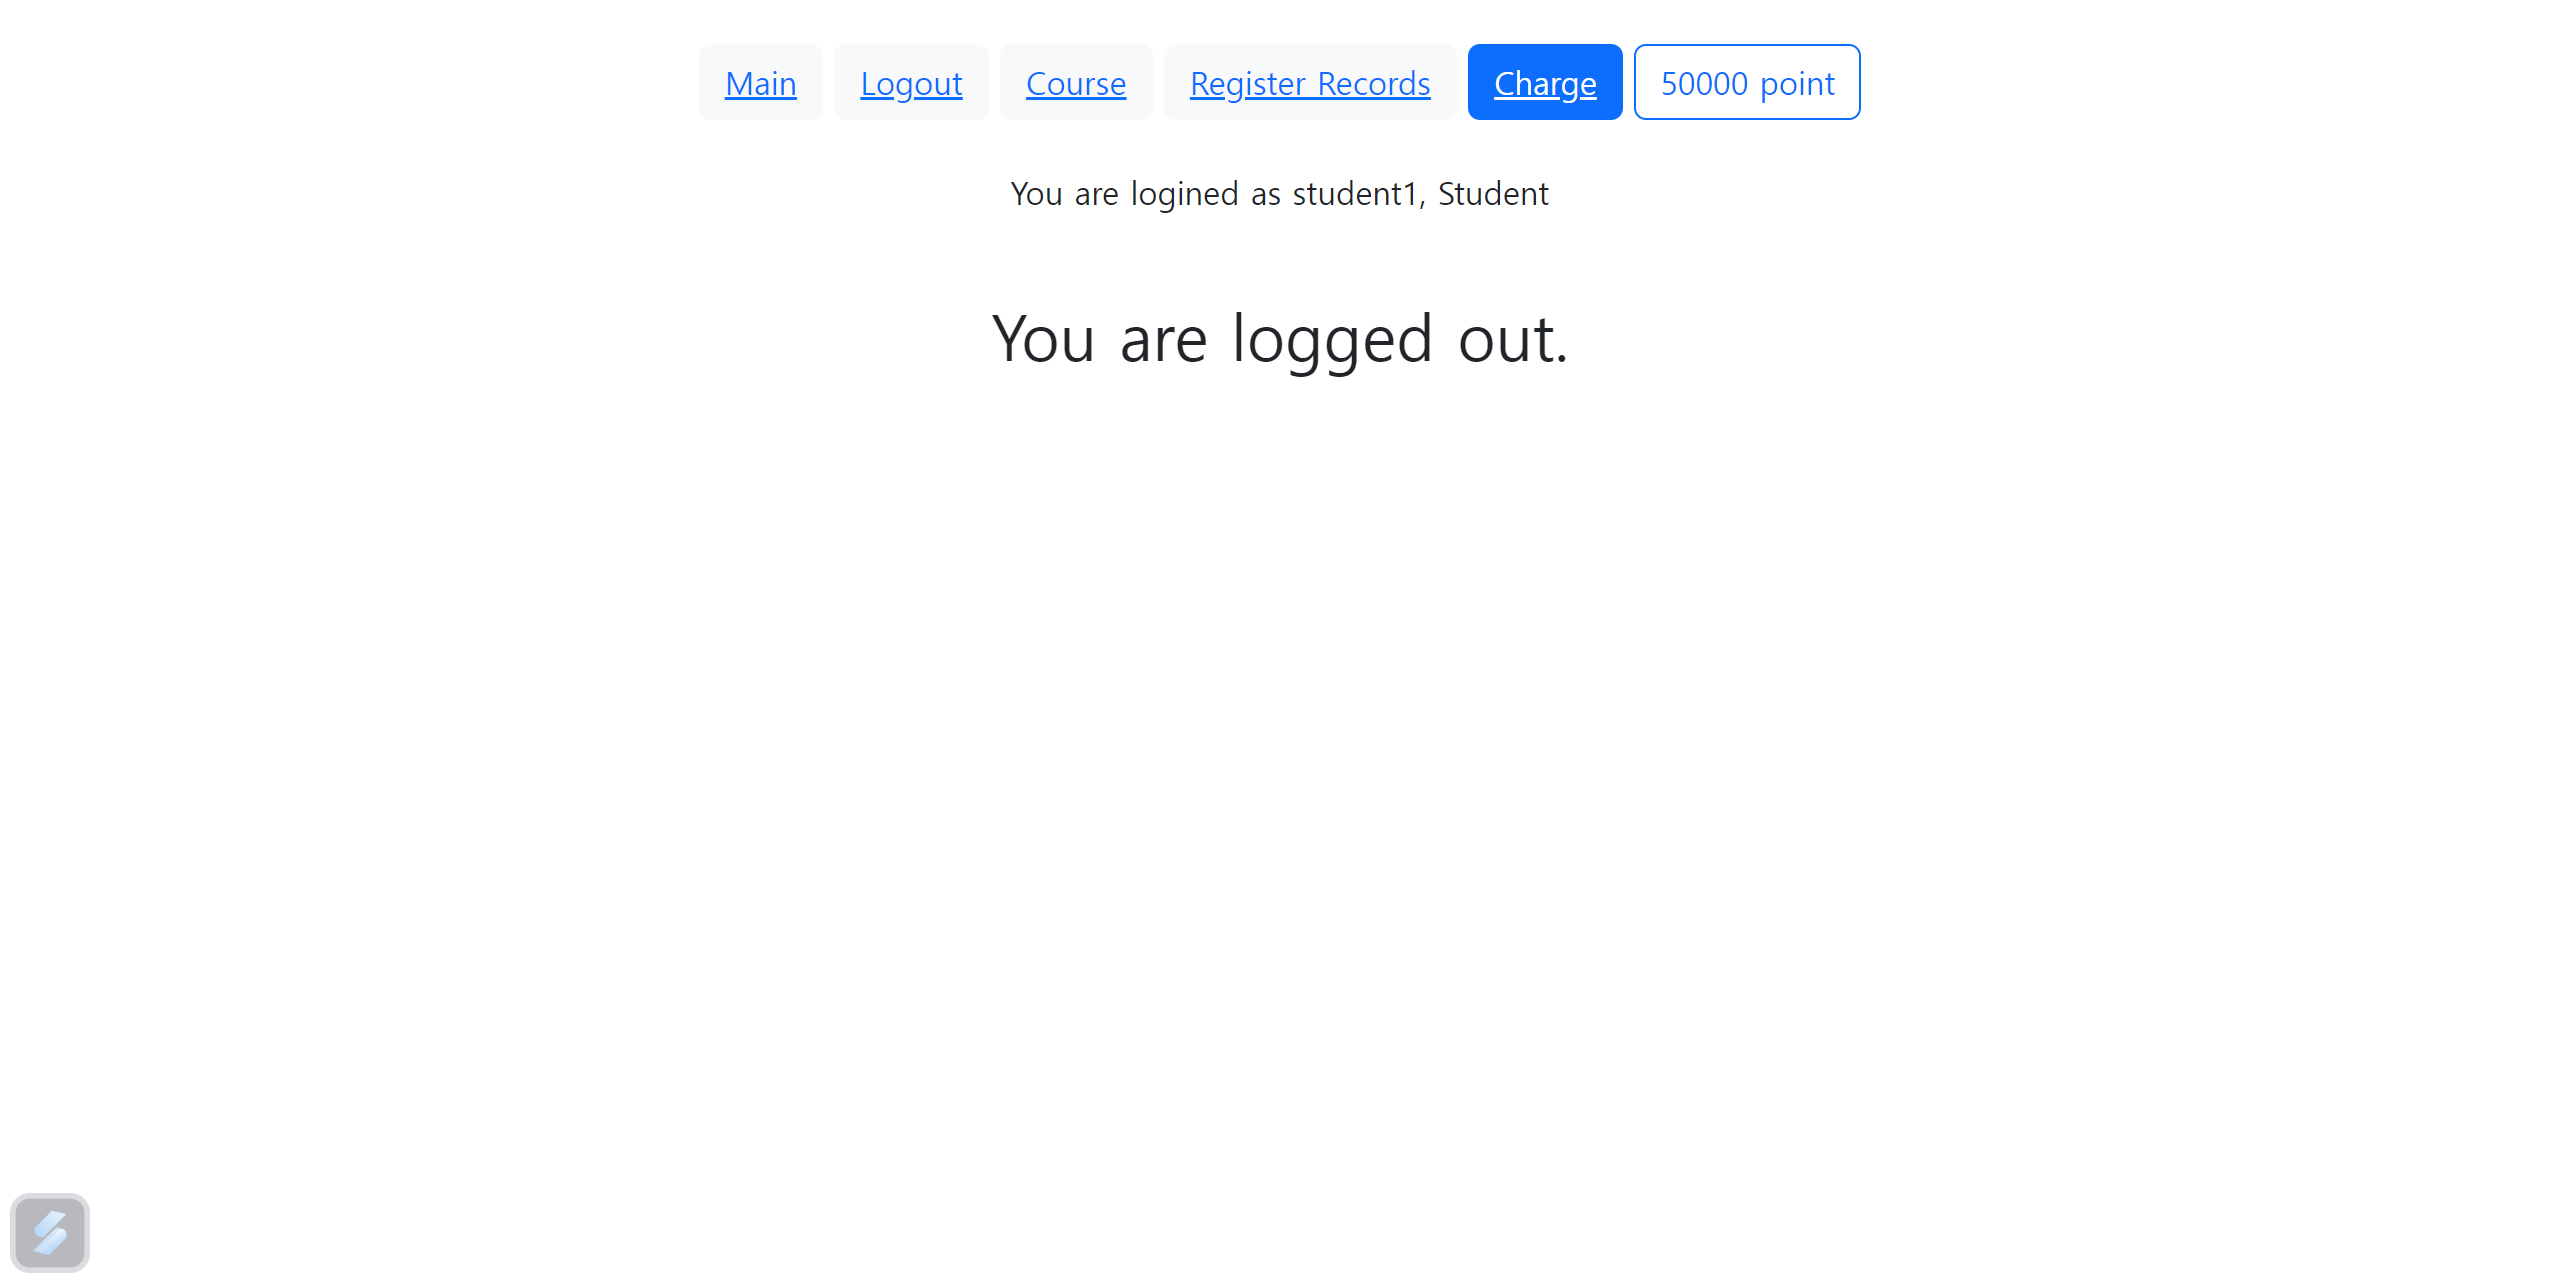 Main Logout Course Register Records Charge 50000 point
You are logined as student1, Student
You are logged out.